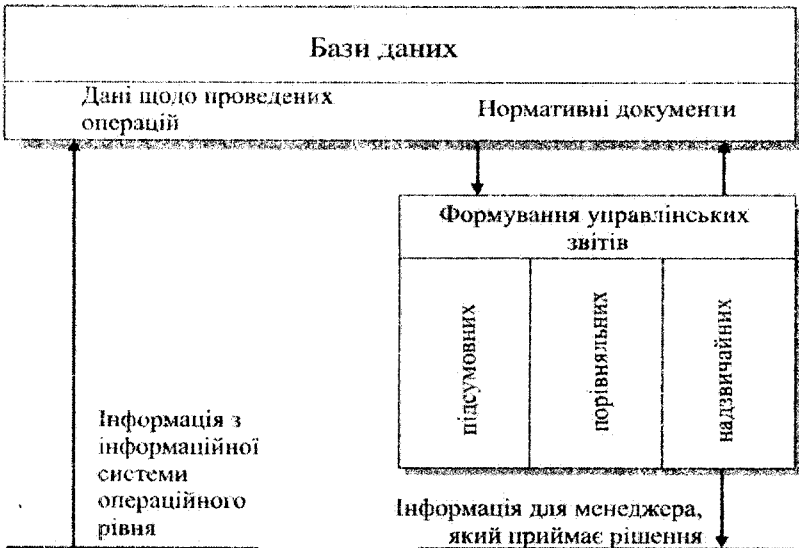 Бази даних
Дані щодо проведених
операцій
Нормативні документи
Формування управлінських
звітів
підсумовних
порівняльних
надзвичайних
Інформація з
інформаційної
системи
операційного
рівня
Інформація для менеджера,
який приймає рішення